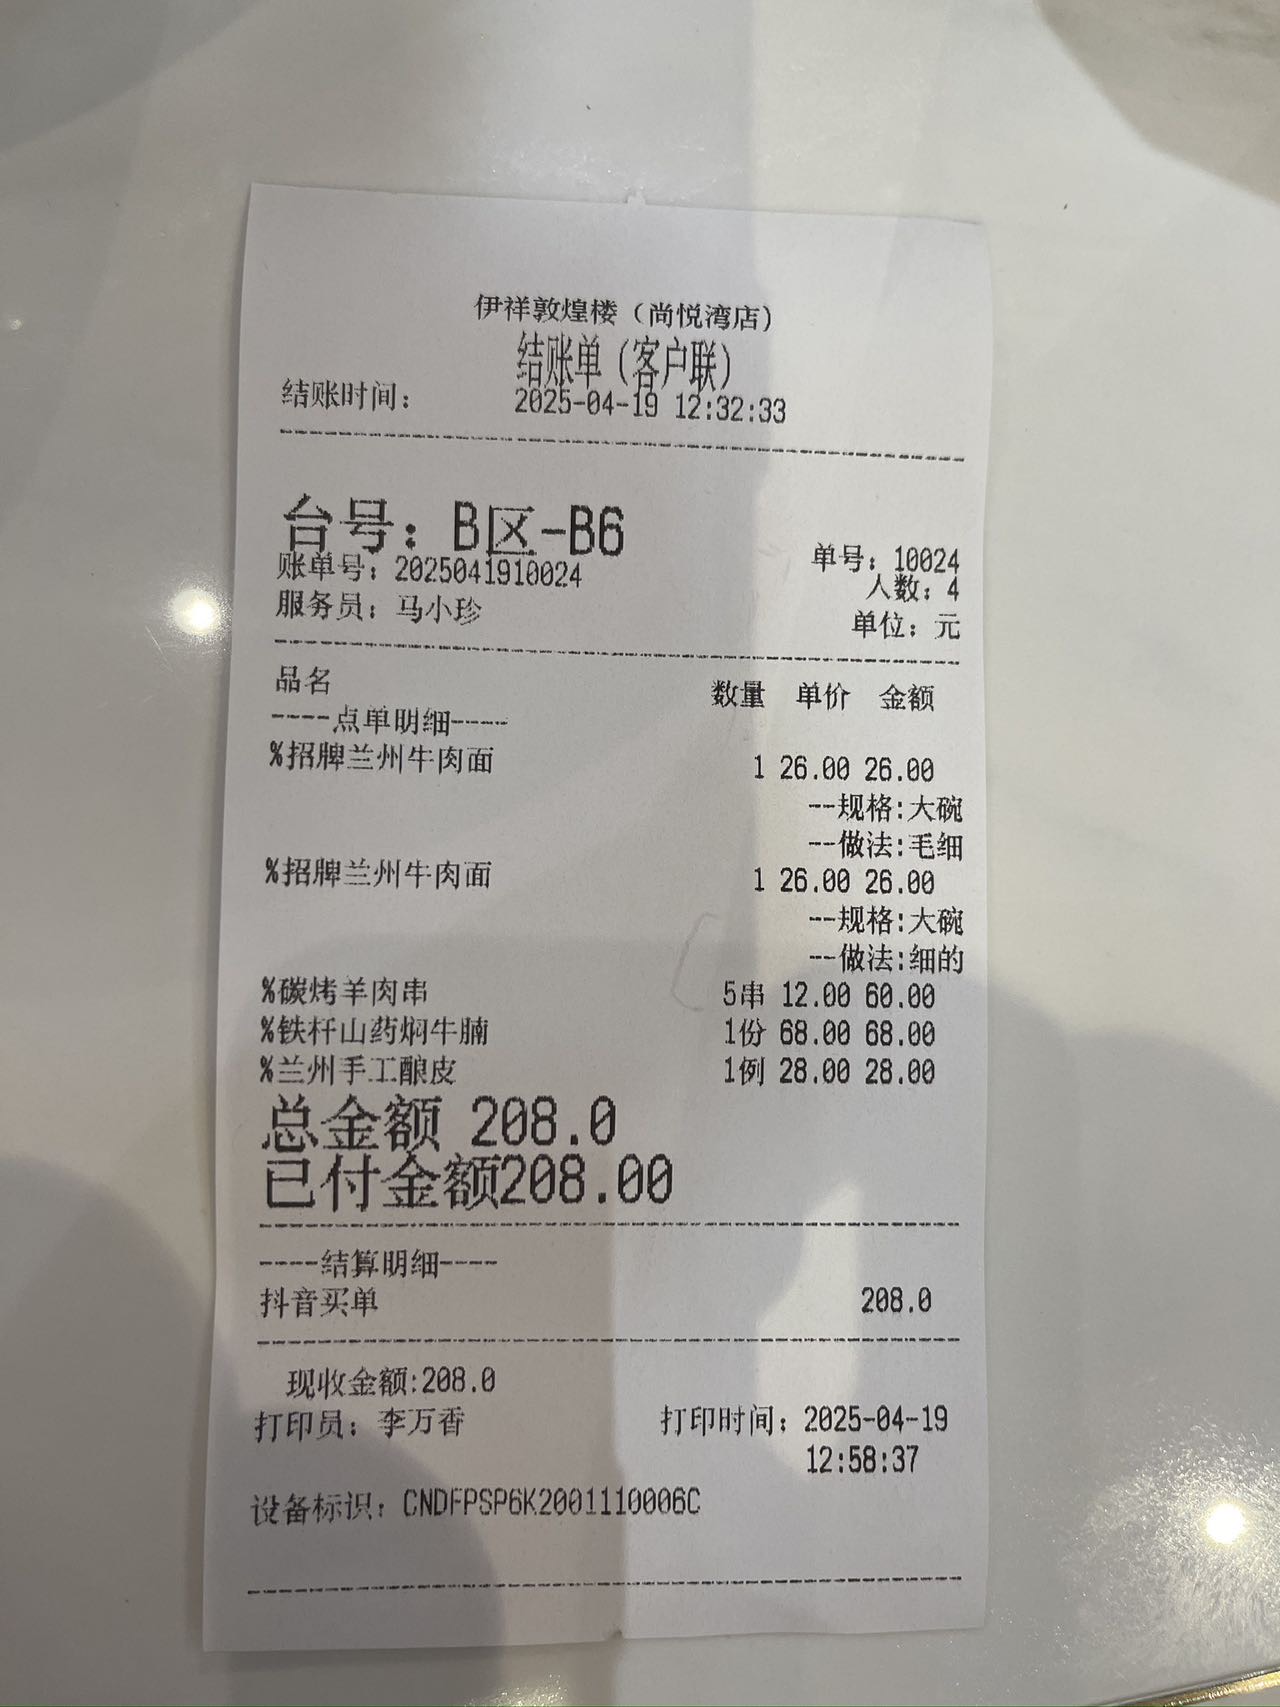 伊祥敦煌楼（尚悦湾店）
结账单（客户联）
结账时间： 2025-04-19 12:32:33
台号：B区-B6
单号：10024
账单号：2025041910024
人数：4
服务员：马小珍
单位：元
品名 数量 单价 金额
----点单明细----
%招牌兰州牛肉面 1 26.00 26.00
--规格:大碗
--做法:毛细
%招牌兰州牛肉面 1 26.00 26.00
--规格:大碗
--做法:细的
%碳烤羊肉串 5串 12.00 60.00
%铁杆山药焖牛腩 1份 68.00 68.00
%兰州手工酿皮 1例 28.00 28.00
总金额 208.0
已付金额208.00
----结算明细----
抖音买单 208.0
现收金额:208.0
打印员：李万香 打印时间：2025-04-19
12:58:37
设备标识：CNDFPSP6K2001110006C